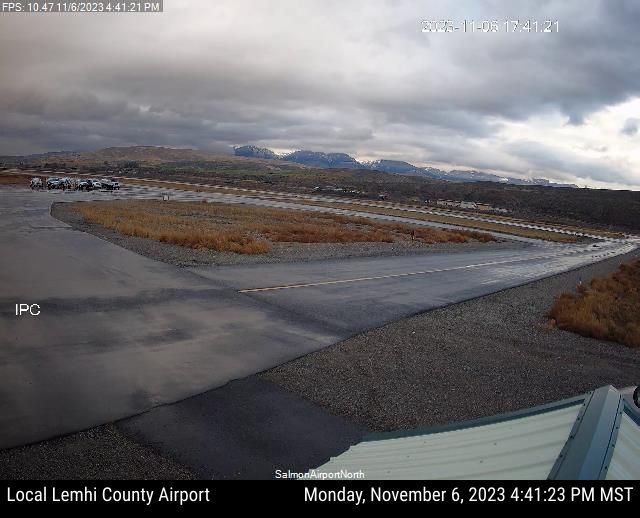 FPS: 10.47 11/6/2023 4:41:21 PM
2023-11-06 17:41:21
IPC
SalmonAirportNorth
Local Lemhi County Airport
Monday, November 6, 2023 4:41:23 PM MST